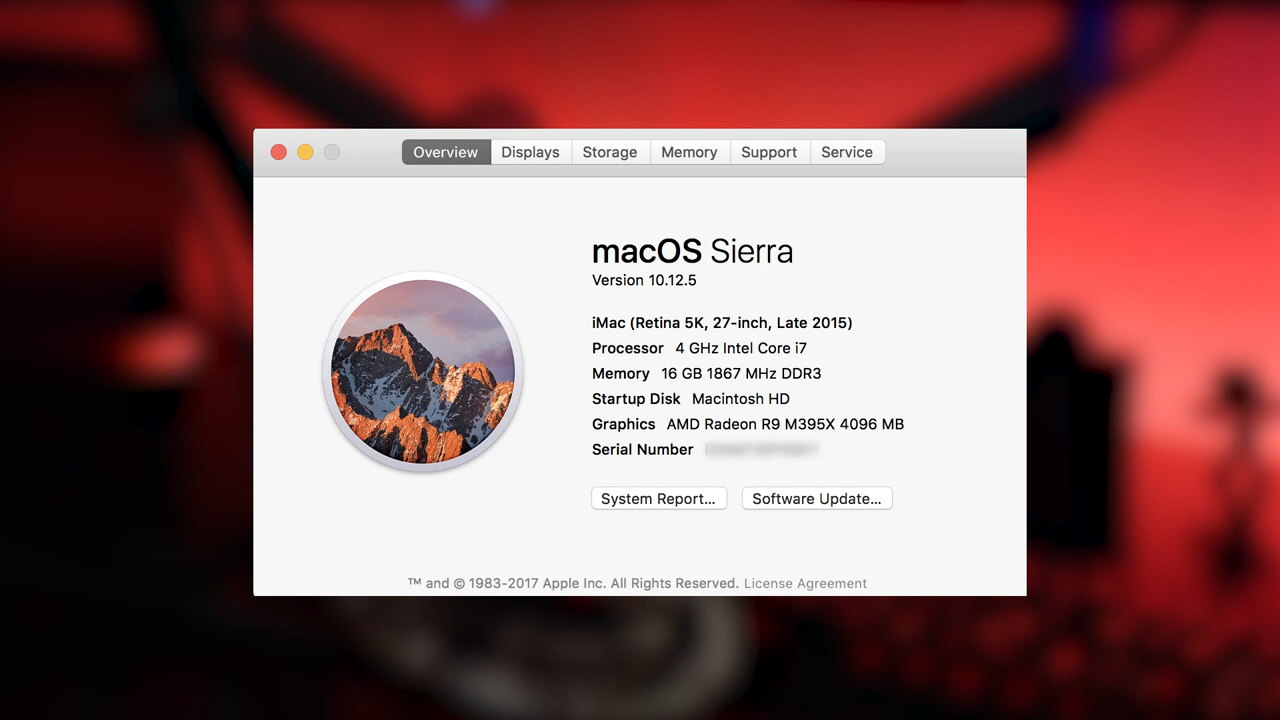 Overview Displays Storage Memory Support Service
macOS Sierra
Version 10.12.5
iMac (Retina 5K, 27-inch, Late 2015)
Processor 4 GHz Intel Core i7
Memory 16 GB 1867 MHz DDR3
Startup Disk Macintosh HD
Graphics AMD Radeon R9 M395X 4096 MB
Serial Number
System Report... Software Update...
™ and © 1983-2017 Apple Inc. All Rights Reserved. License Agreement